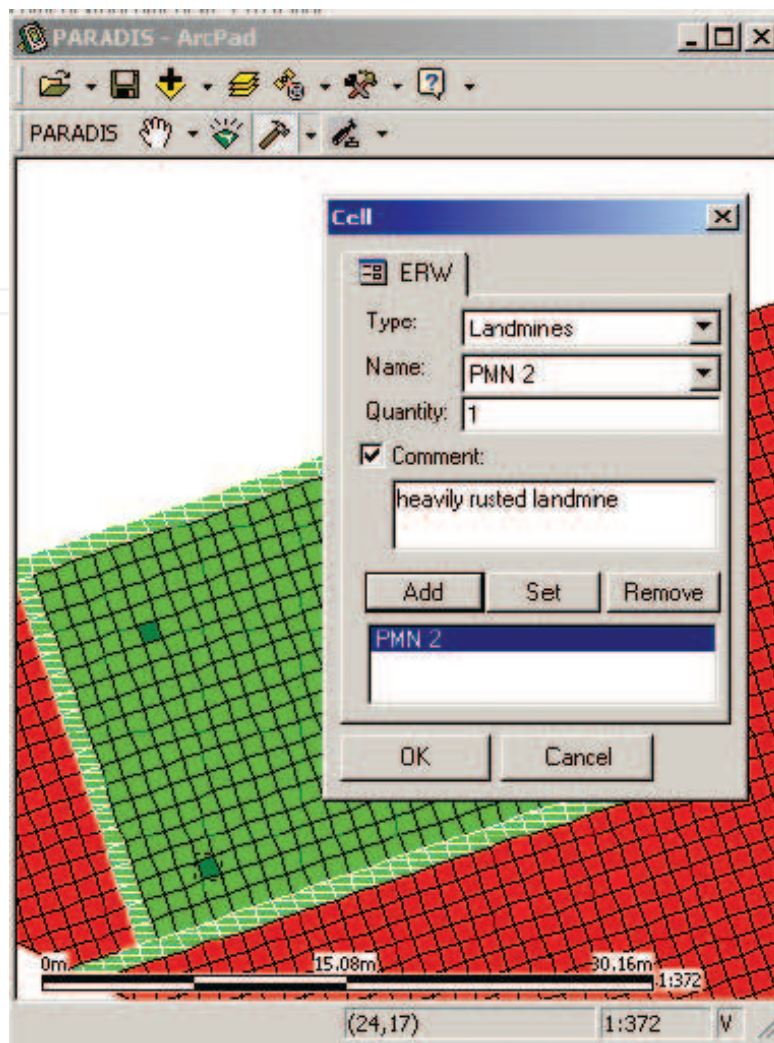 PARADIS - ArcPad
PARADIS
Cell
ERW
Type: Landmines
Name: PMN 2
Quantity: 1
Comment:
heavily rusted landmine
Add Set Remove
PMN 2
OK Cancel
0m 15.08m 30.16m
1:372
(24,17) 1:372 V